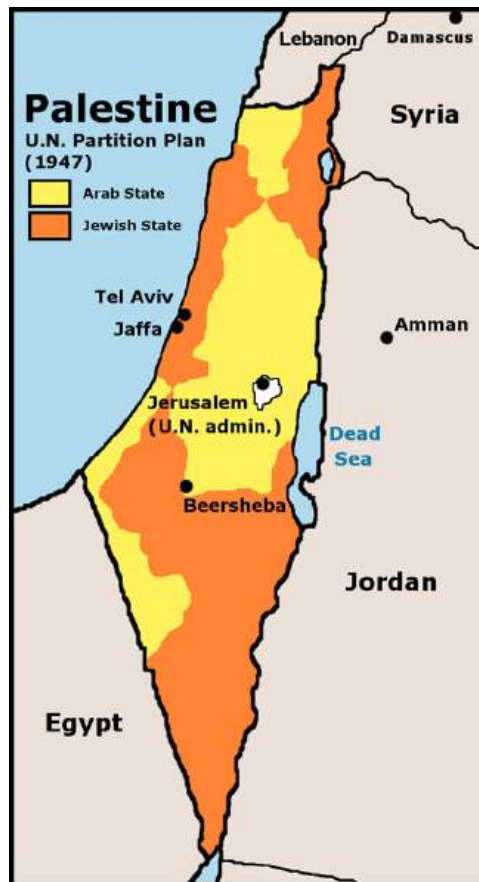 Lebanon
Damascus
Palestine
U.N. Partition Plan
(1947)
Syria
Arab State
Jewish State
Tel Aviv
Jaffa
Amman
Jerusalem
(U.N. admin.)
Dead
Sea
Beersheba
Jordan
Egypt